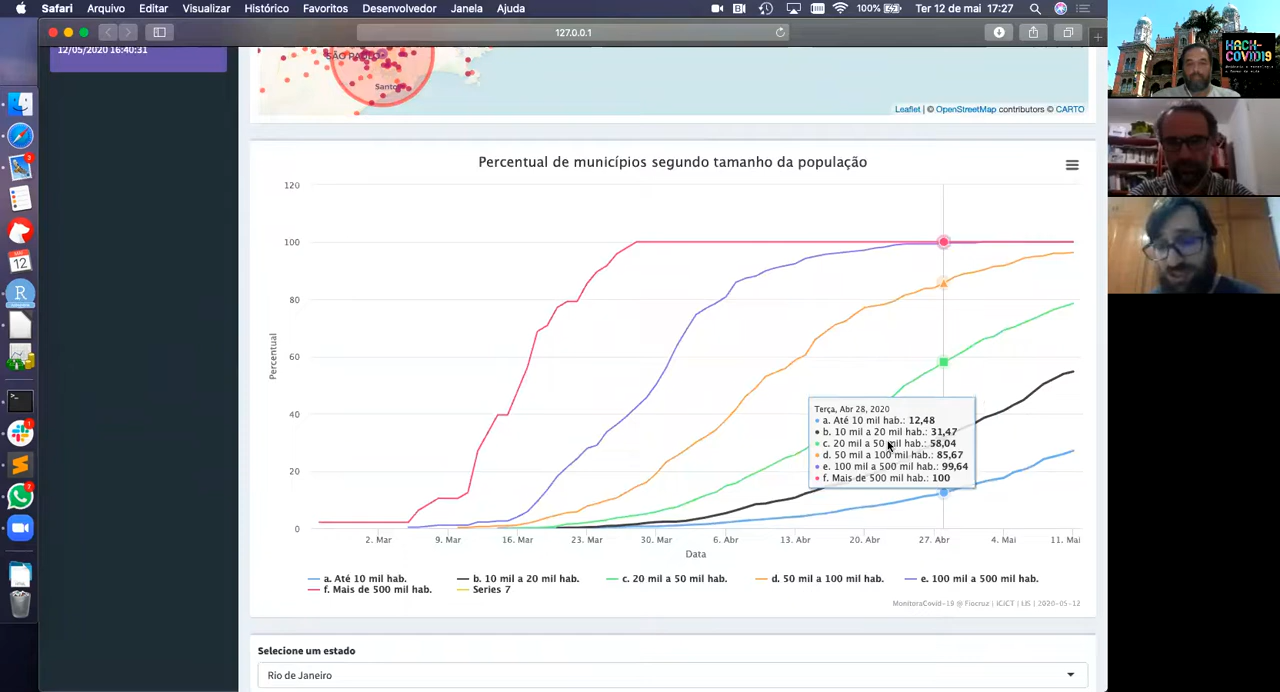 Safari Arquivo Editar Visualizar Histórico Favoritos Desenvolvedor Janela Ajuda 100% Ter 12 de mai 17:27
127.0.0.1
12/05/2020 16:40:31
SÃO PAULO
Santos
Leaflet | © OpenStreetMap contributors © CARTO
Percentual de municípios segundo tamanho da população
120
100
80
60
40
20
0
Percentual
Terça, Abr 28, 2020
a. Até 10 mil hab.: 12,48
b. 10 mil a 20 mil hab.: 31,47
c. 20 mil a 50 mil hab.: 58,04
d. 50 mil a 100 mil hab.: 85,67
e. 100 mil a 500 mil hab.: 99,64
f. Mais de 500 mil hab.: 100
2. Mar 9. Mar 16. Mar 23. Mar 30. Mar 6. Abr 13. Abr 20. Abr 27. Abr 4. Mai 11. Mai
Data
a. Até 10 mil hab. b. 10 mil a 20 mil hab. c. 20 mil a 50 mil hab. d. 50 mil a 100 mil hab. e. 100 mil a 500 mil hab.
f. Mais de 500 mil hab. Series 7
MonitoraCovid-19 @ Fiocruz | ICICT | LIS | 2020-05-12
Selecione um estado
Rio de Janeiro
HACK
COVID19
12
R